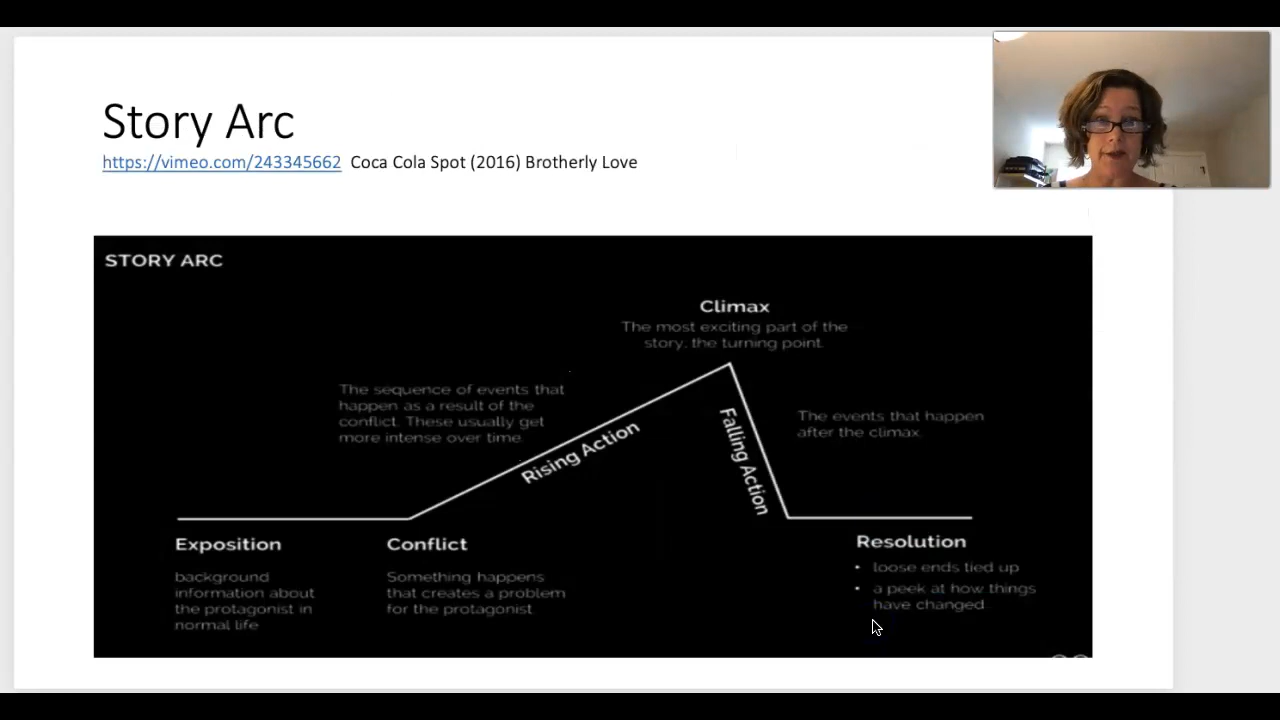 Story Arc
https://vimeo.com/243345662 Coca Cola Spot (2016) Brotherly Love
STORY ARC
Climax
The most exciting part of the
story, the turning point.
The sequence of events that
happen as a result of the
conflict. These usually get
more intense over time.
Rising Action
Falling Action
The events that happen
after the climax.
Exposition
background
information about
the protagonist in
normal life
Conflict
Something happens
that creates a problem
for the protagonist
Resolution
• loose ends tied up
• a peek at how things
have changed